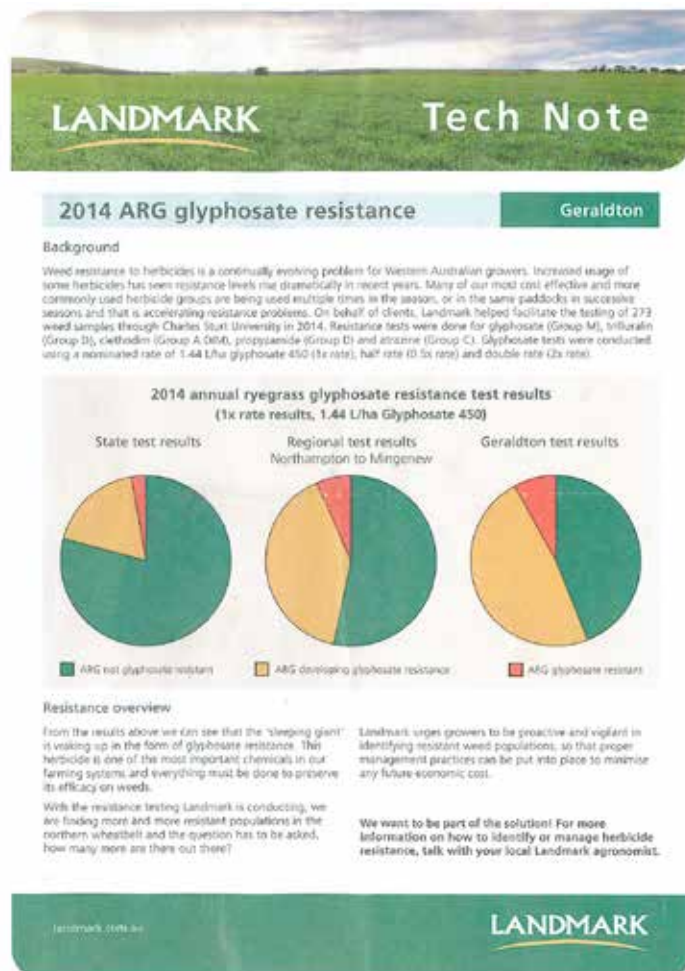 LANDMARK
Tech Note
2014 ARG glyphosate resistance
Geraldton
Background
Weed resistance to herbicides is a continually evolving problem for Western Australian growers. Increased usage of
some herbicides has seen resistance levels rise dramatically in recent years. Many of our most cost effective and more
commonly used herbicide groups are being used multiple times in the season, or in the same paddocks in successive
seasons and that is accelerating resistance problems. On behalf of clients, Landmark helped facilitate the testing of 273
weed samples through Charles Sturt University in 2014. Resistance tests were done for glyphosate (Group M), trifluralin
(Group D), clethodim (Group A DIM), propyzamide (Group D) and atrazine (Group C). Glyphosate tests were conducted
using a nominated rate of 1.44 L/ha glyphosate 450 (1x rate), half rate (0.5x rate) and double rate (2x rate).
2014 annual ryegrass glyphosate resistance test results
(1x rate results, 1.44 L/ha Glyphosate 450)
State test results
Regional test results
Northampton to Mingenew
Geraldton test results
ARG not glyphosate resistant
ARG developing glyphosate resistance
ARG glyphosate resistant
Resistance overview
From the results above we can see that the 'sleeping giant'
is waking up in the form of glyphosate resistance. This
herbicide is one of the most important chemicals in our
farming systems and everything must be done to preserve
its efficacy on weeds.
With the resistance testing Landmark is conducting, we
are finding more and more resistant populations in the
northern wheatbelt and the question has to be asked,
how many more are there out there?
Landmark urges growers to be proactive and vigilant in
identifying resistant weed populations, so that proper
management practices can be put into place to minimise
any future economic cost.
We want to be part of the solution! For more
information on how to identify or manage herbicide
resistance, talk with your local Landmark agronomist.
landmark.com.au
LANDMARK